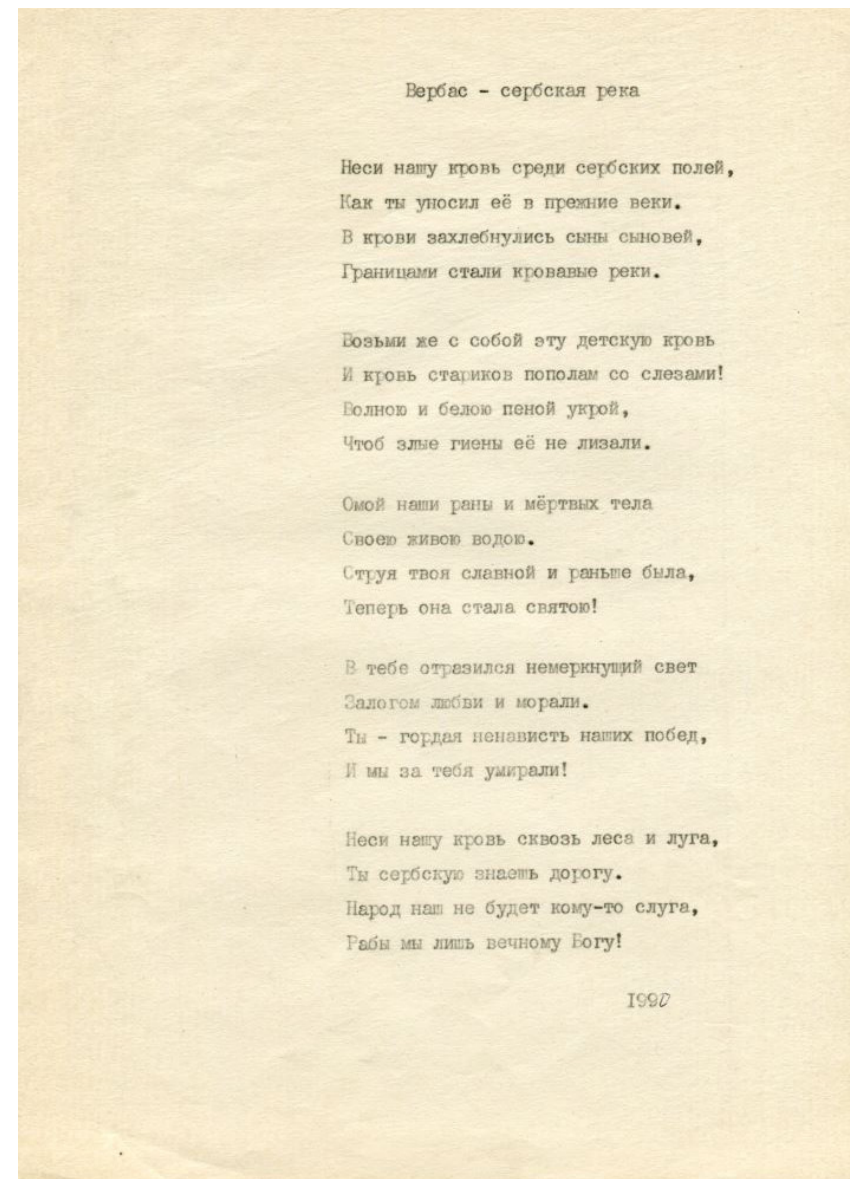 Вербас - сербская река
Неси нашу кровь среди сербских полей,
Как ты уносил её в прежние веки.
В крови захлебнулись сыны сыновей,
Границами стали кровавые реки.
Возьми же с собой эту детскую кровь
И кровь стариков пополам со слезами!
Волною и белою пеной укрой,
Чтоб злые гиены её не лизали.
Омой наши раны и мёртвых тела
Своею живою водою.
Струя твоя славной и раньше была,
Теперь она стала святою!
В тебе отразился немеркнущий свет
Залогом любви и морали.
Ты - гордая ненависть наших побед,
И мы за тебя умирали!
Неси нашу кровь сквозь леса и луга,
Ты сербскую знаешь дорогу.
Народ наш не будет кому-то слуга,
Рабы мы лишь вечному Богу!
I990